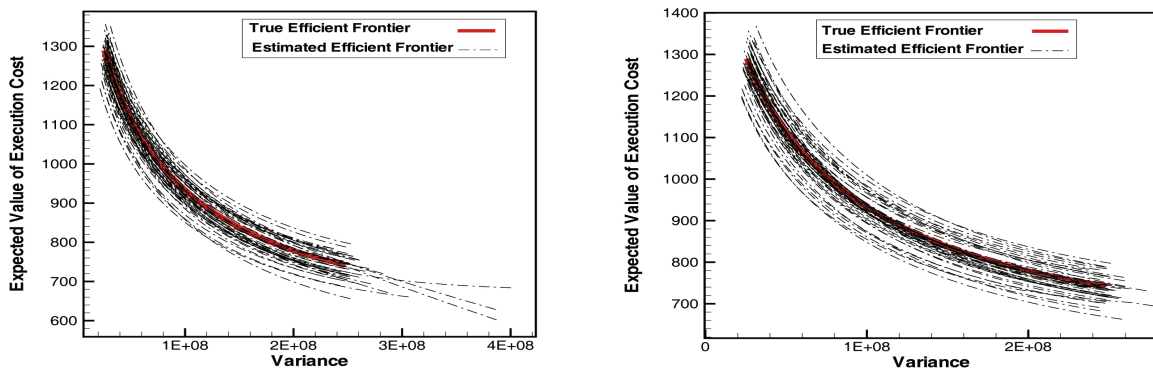 True Efficient Frontier
Estimated Efficient Frontier
1300
1200
1100
1000
900
800
700
600
Expected Value of Execution Cost
1E+08
2E+08
3E+08
4E+08
Variance
True Efficient Frontier
Estimated Efficient Frontier
1400
1300
1200
1100
1000
900
800
700
Expected Value of Execution Cost
0
1E+08
2E+08
Variance